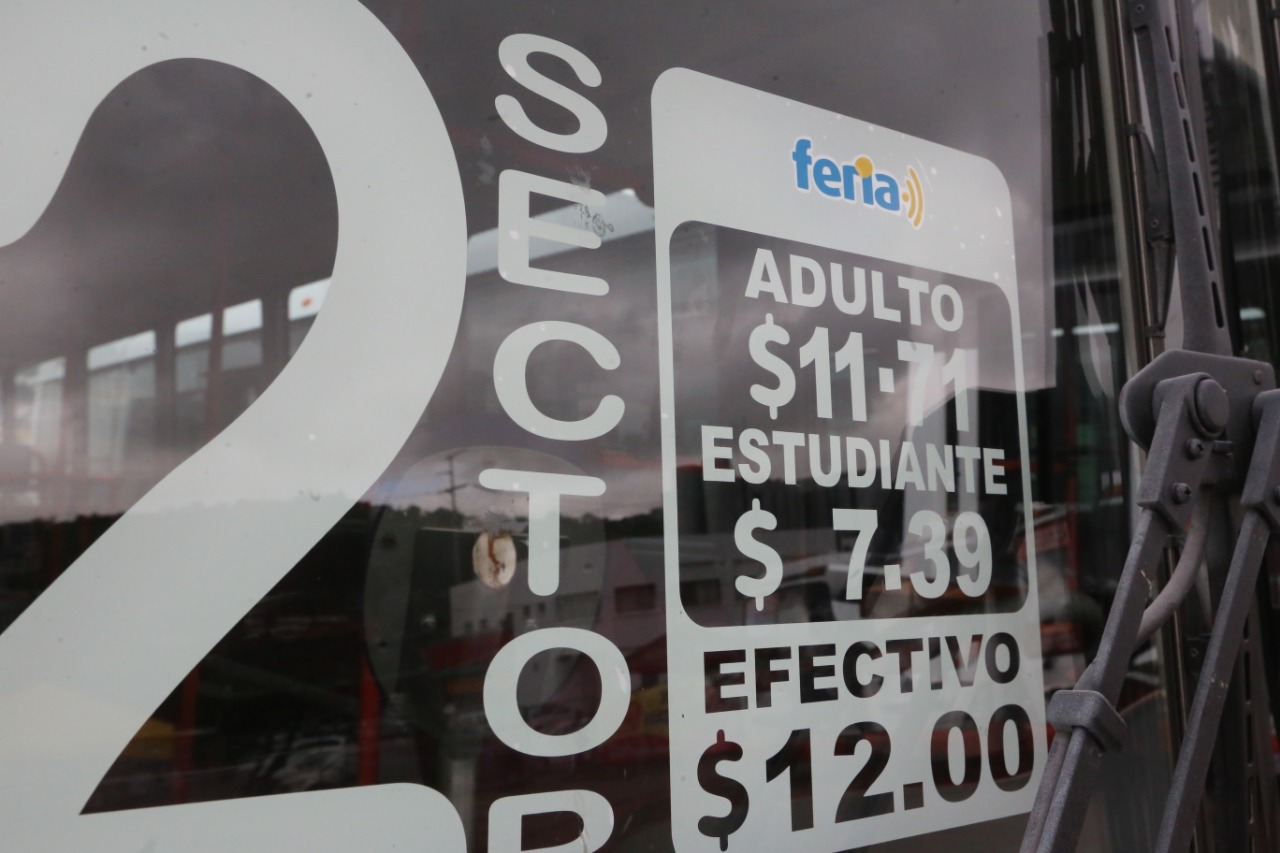 2
SECTOR
feria
ADULTO
$11.71
ESTUDIANTE
$ 7.39
EFECTIVO
$12.00